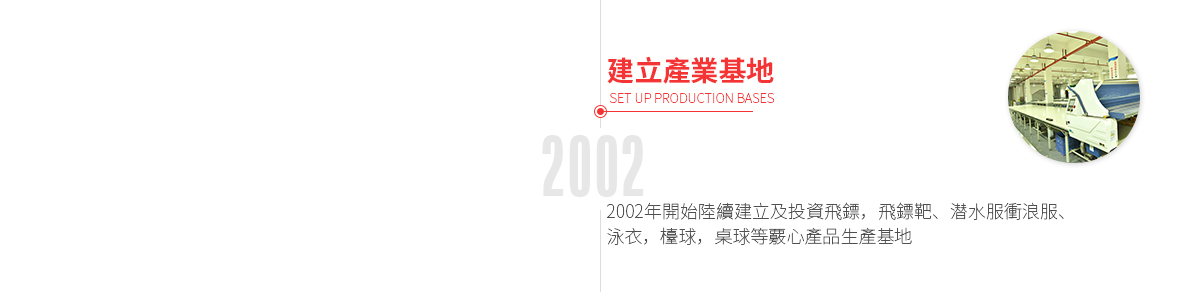 建立產業基地
SET UP PRODUCTION BASES
2002
2002年開始陸續建立及投資飛鏢，飛鏢靶、潛水服衝浪服、
泳衣，檯球，桌球等覈心產品生產基地